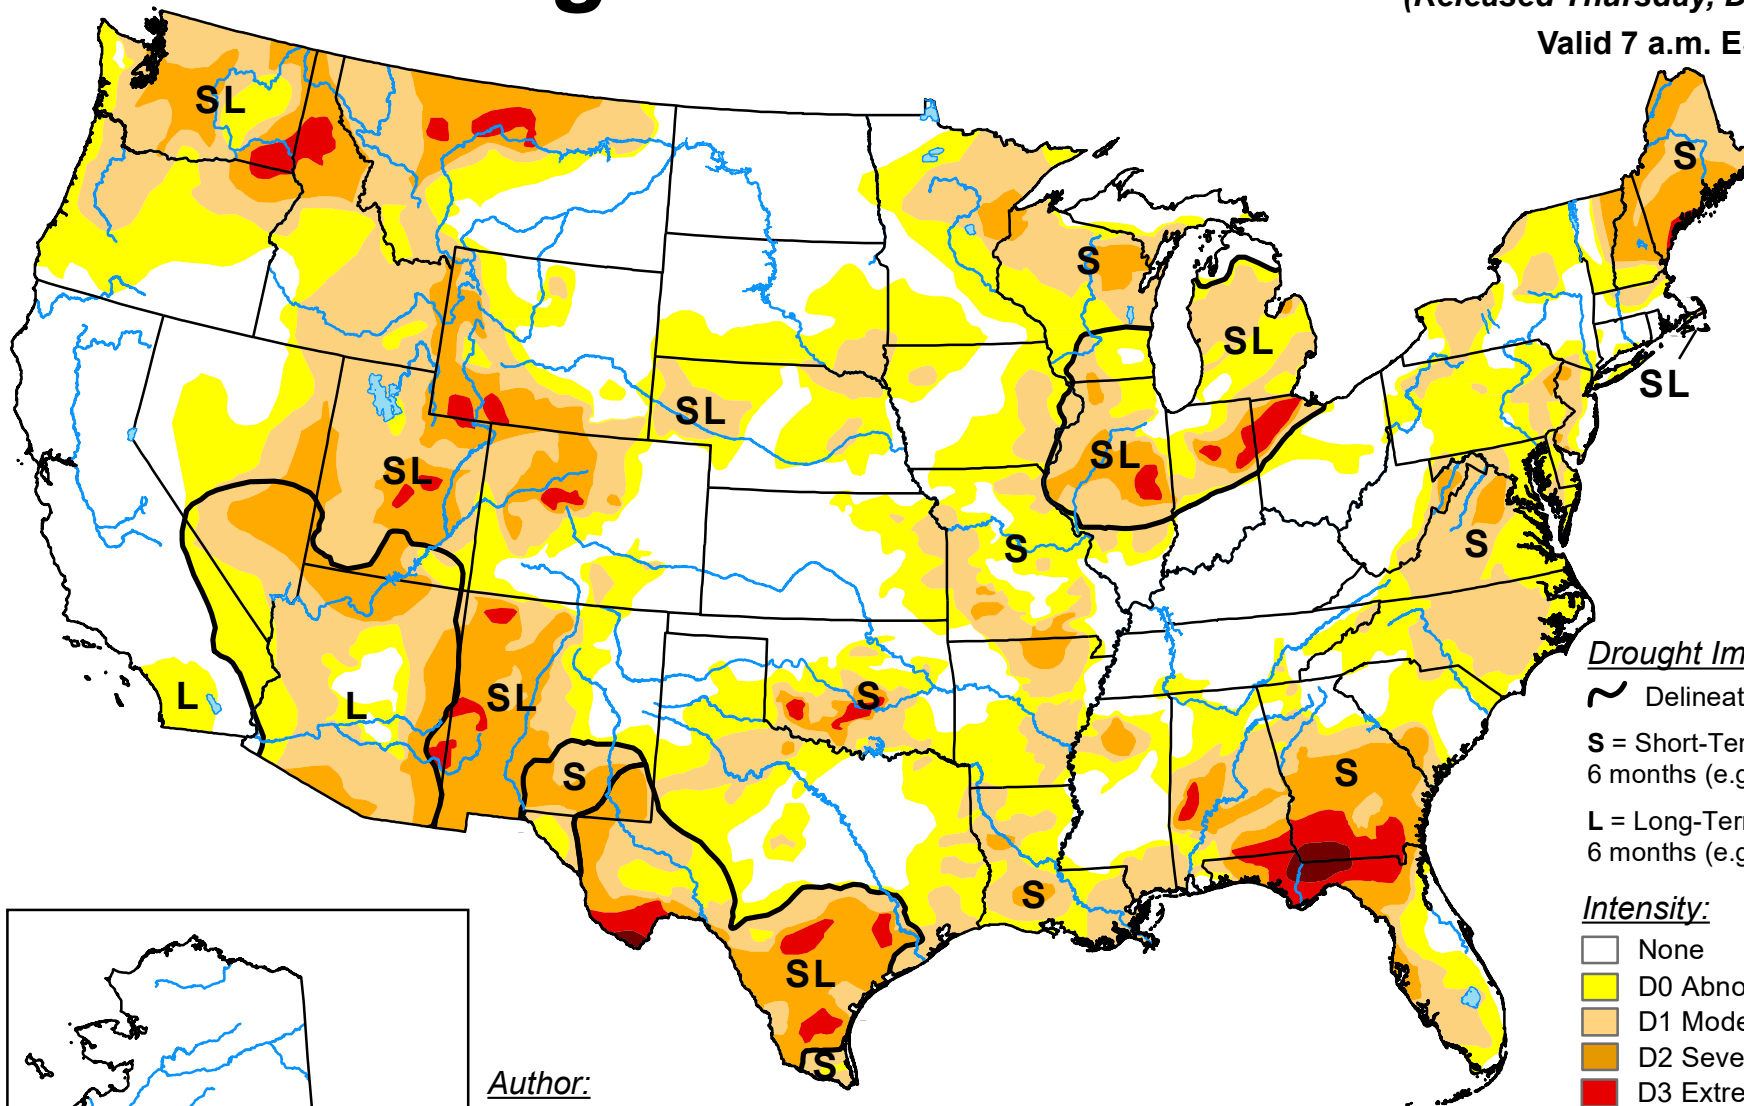 (Released Thursday, D
Valid 7 a.m. E
SL
S
S
SL
SL
SL
SL
SL
S
S
L
L
SL
S
S
S
S
SL
S
Drought Im
Delineat
S = Short-Ter
6 months (e.g
L = Long-Ter
6 months (e.g
Intensity:
None
D0 Abno
D1 Mode
D2 Seve
D3 Extre
Author: